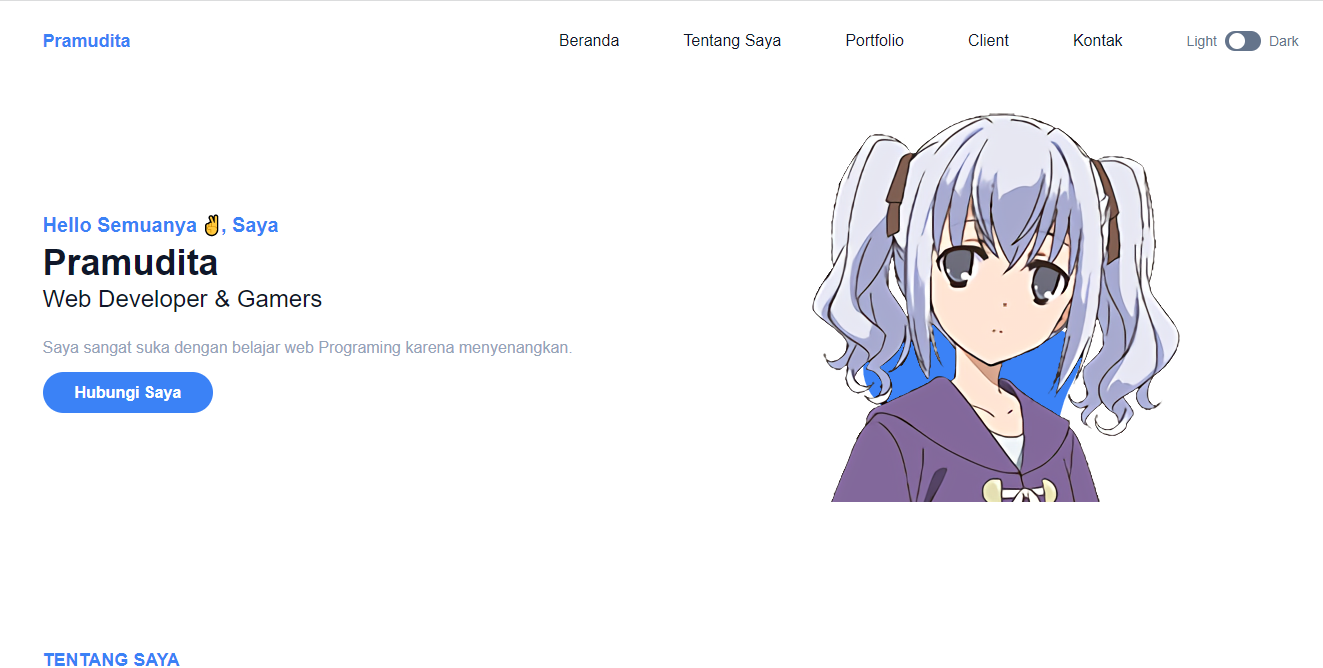 Pramudita Beranda Tentang Saya Portfolio Client Kontak Light Dark
Hello Semuanya ✌, Saya
Pramudita
Web Developer & Gamers
Saya sangat suka dengan belajar web Programing karena menyenangkan.
Hubungi Saya
TENTANG SAYA